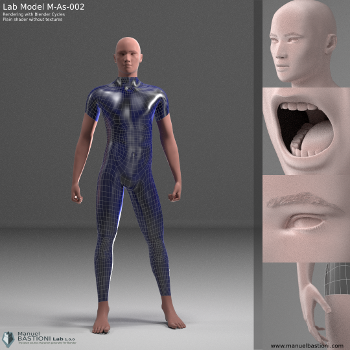 Lab Model M-As-002
Rendering with Blender Cycles
Plain shader without textures
Manuel
BASTIONI Lab
www.manuelbastioni.com